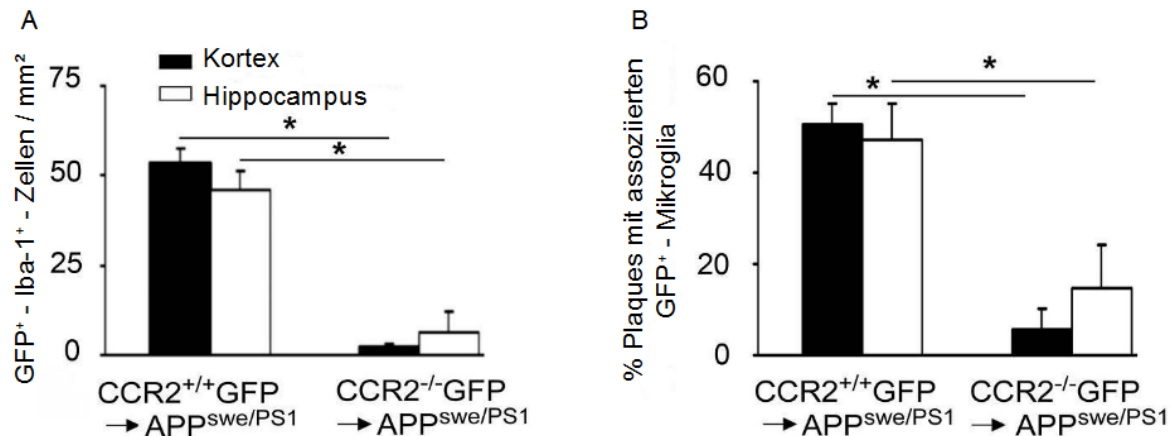 A
GFP⁺ - Iba-1⁺ - Zellen / mm²
75
50
25
0
Kortex
Hippocampus
*
*
CCR2⁺/⁺GFP
→ APPˢʷᵉ/ᴾˢ¹
CCR2⁻/⁻GFP
→ APPˢʷᵉ/ᴾˢ¹
B
% Plaques mit assoziierten
GFP⁺ - Mikroglia
60
40
20
0
*
*
CCR2⁺/⁺GFP
→ APPˢʷᵉ/ᴾˢ¹
CCR2⁻/⁻GFP
→ APPˢʷᵉ/ᴾˢ¹